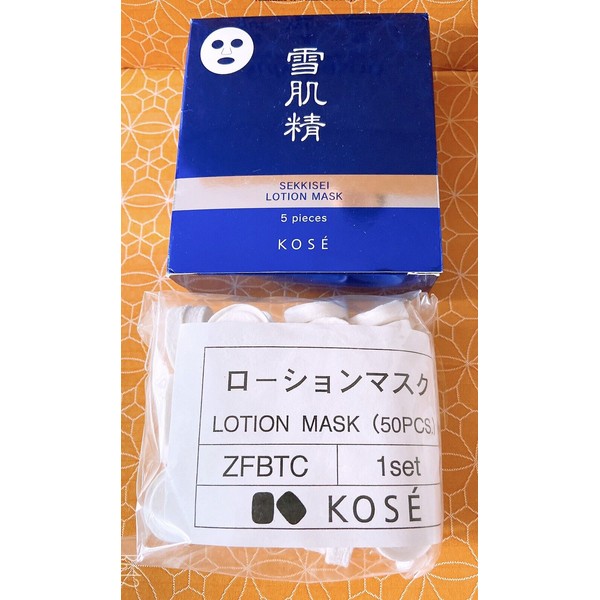 雪肌精
SEKKISEI
LOTION MASK
5 pieces
KOSÉ
ローションマスク
LOTION MASK (50PCS.)
ZFBTC 1set
KOSÉ